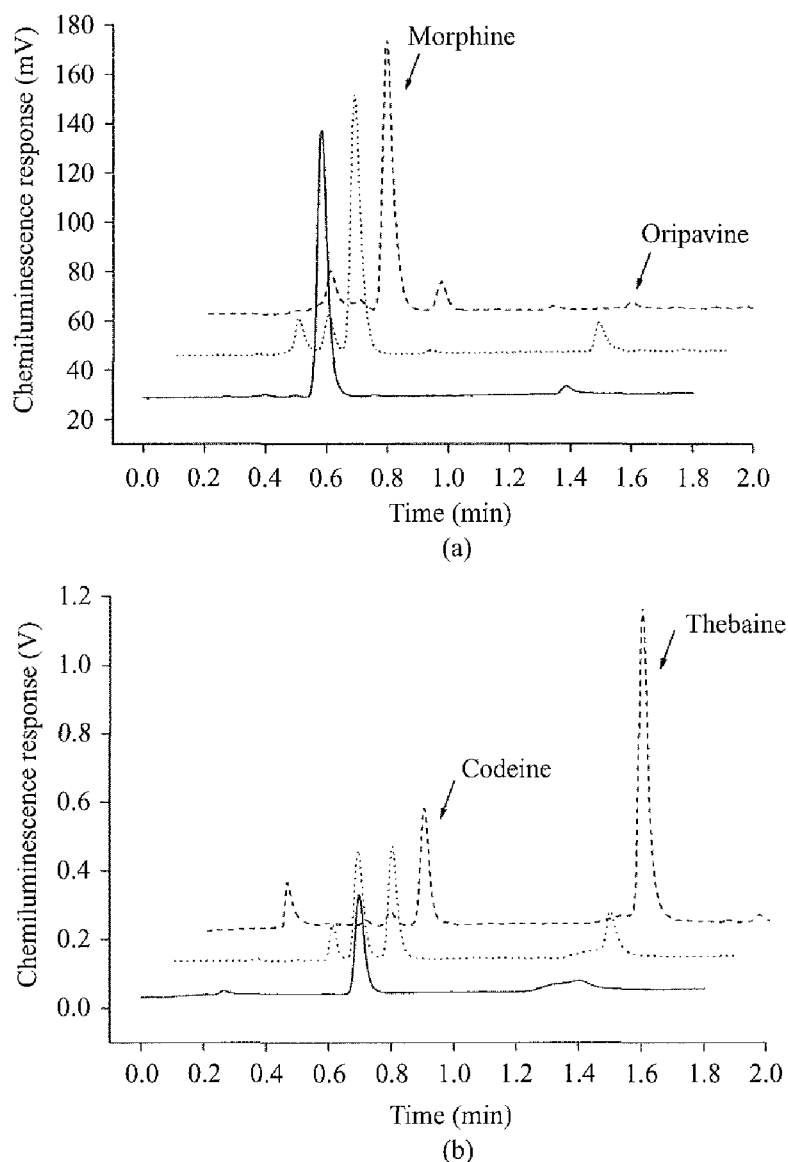 180
Morphine
160
140
120
100
Oripavine
80
60
40
20
Chemiluminescence response (mV)
0.0 0.2 0.4 0.6 0.8 1.0 1.2 1.4 1.6 1.8 2.0
Time (min)
(a)
1.2
Thebaine
1.0
0.8
Codeine
0.6
0.4
0.2
0.0
Chemiluminescence response (V)
0.0 0.2 0.4 0.6 0.8 1.0 1.2 1.4 1.6 1.8 2.0
Time (min)
(b)